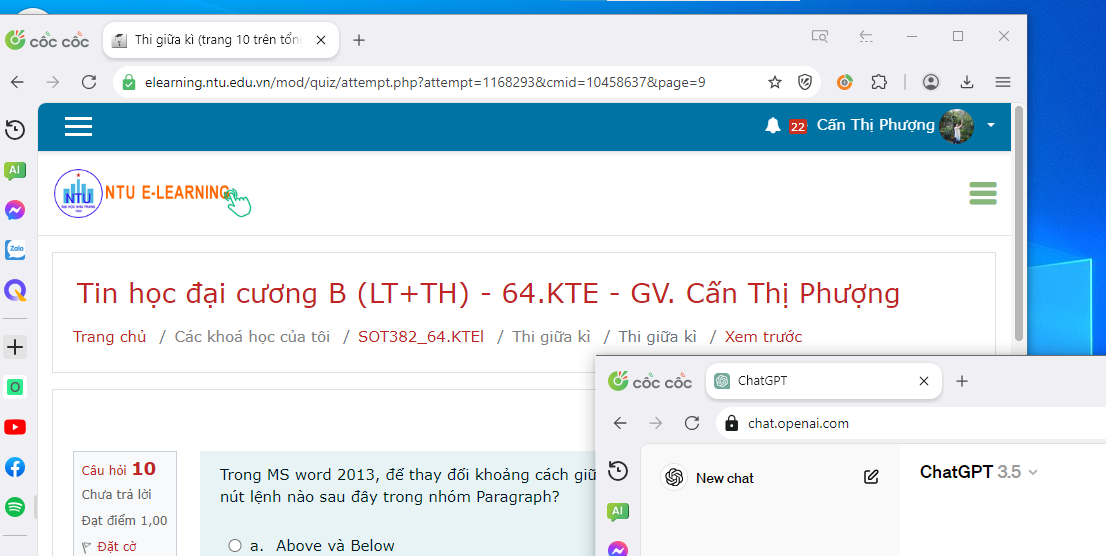 cốc cốc
Thi giữa kì (trang 10 trên tổn
elearning.ntu.edu.vn/mod/quiz/attempt.php?attempt=1168293&cmid=10458637&page=9
22 Cấn Thị Phượng
AI
NTU
NTU E-LEARNING
Zalo
Tin học đại cương B (LT+TH) - 64.KTE - GV. Cấn Thị Phượng
Trang chủ / Các khoá học của tôi / SOT382_64.KTEl / Thi giữa kì / Thi giữa kì / Xem trước
Câu hỏi 10
Chưa trả lời
Đạt điểm 1,00
Đặt cờ
Trong MS word 2013, để thay đổi khoảng cách giữ
nút lệnh nào sau đây trong nhóm Paragraph?
a. Above và Below
cốc cốc
ChatGPT
chat.openai.com
AI
New chat
ChatGPT 3.5